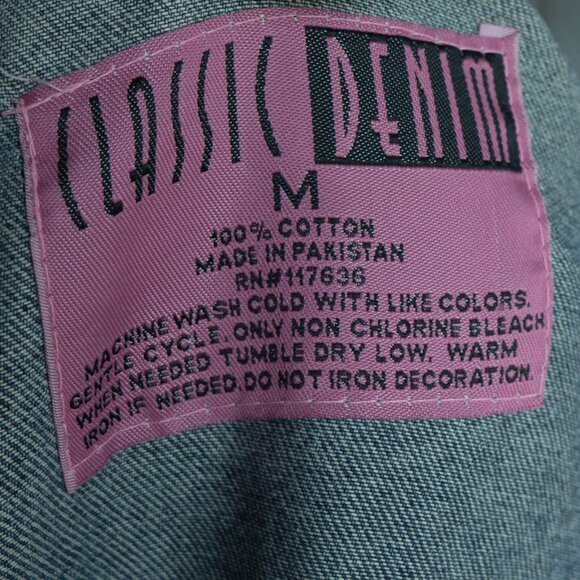 CLASSIC DENIM
M
100% COTTON
MADE IN PAKISTAN
RN#117636
MACHINE WASH COLD WITH LIKE COLORS.
GENTLE CYCLE. ONLY NON CHLORINE BLEACH
WHEN NEEDED TUMBLE DRY LOW. WARM
IRON IF NEEDED. DO NOT IRON DECORATION.